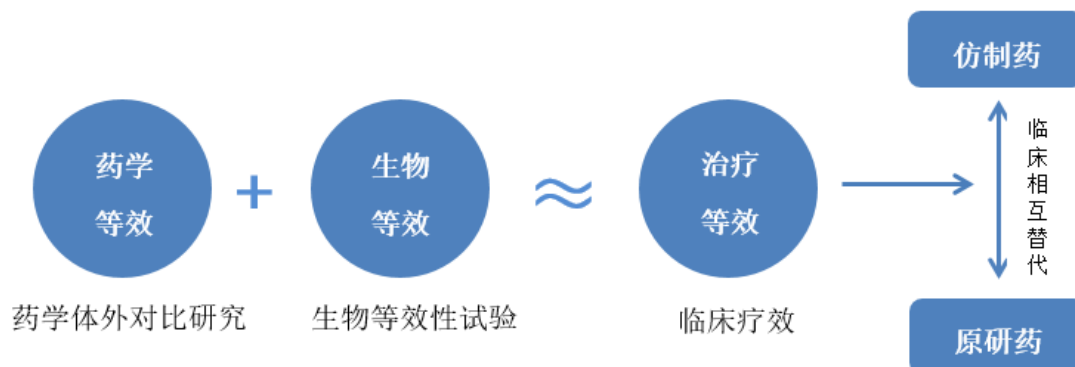 仿制药
药学
等效
+
生物
等效
≈
治疗
等效
临床相互替代
药学体外对比研究
生物等效性试验
临床疗效
原研药